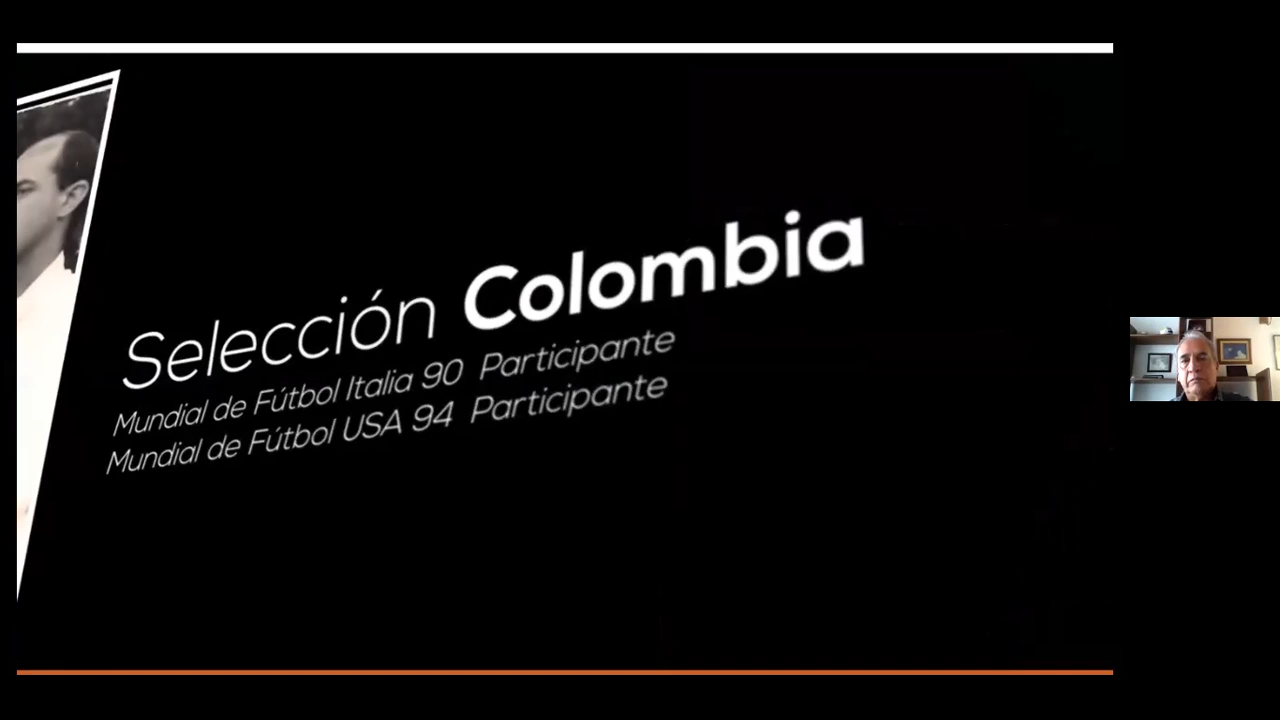 Selección Colombia
Mundial de Fútbol Italia 90 Participante
Mundial de Fútbol USA 94 Participante